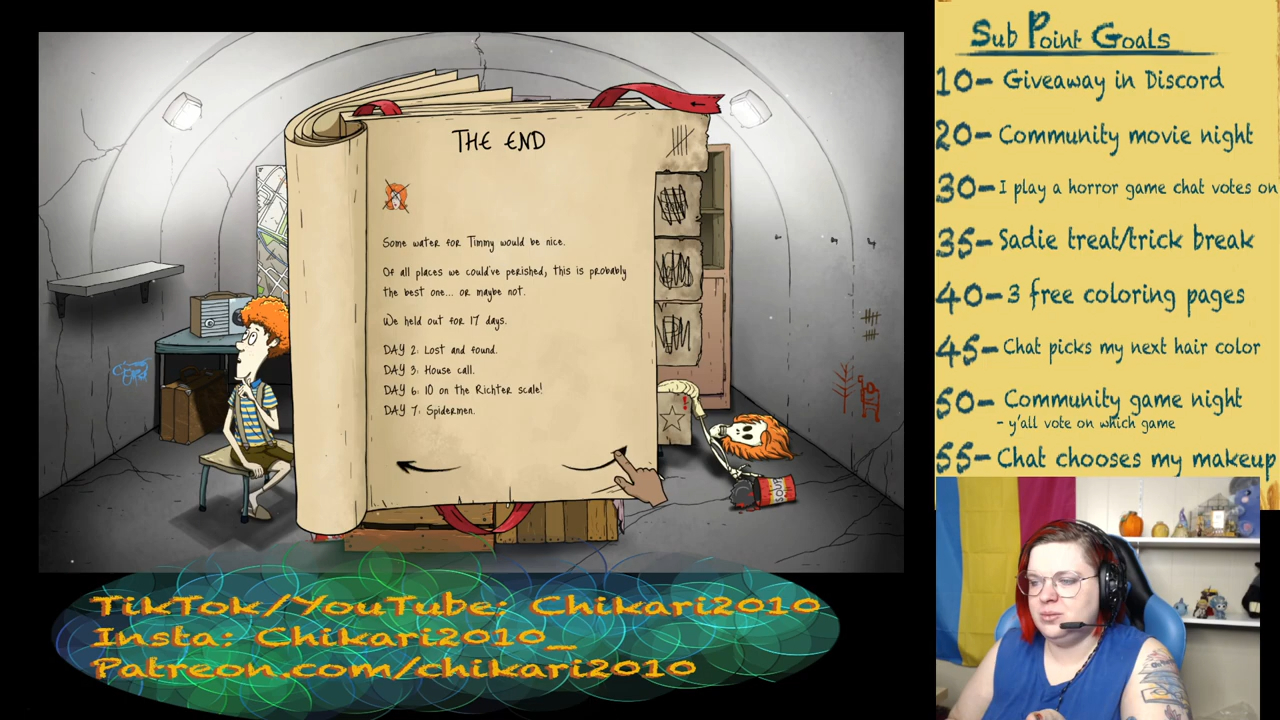 THE END
Some water for Timmy would be nice.
Of all places we could've perished, this is probably
the best one... or maybe not.
We held out for 17 days.
DAY 2: Lost and found.
DAY 3: House call.
DAY 6: 10 on the Richter scale!
DAY 7: Spidermen.
SOUP
TikTok/YouTube: Chikari2010
Insta: Chikari2010_
Patreon.com/chikari2010
Sub Point Goals
10- Giveaway in Discord
20- Community movie night
30- I play a horror game chat votes on
35- Sadie treat/trick break
40- 3 free coloring pages
45- Chat picks my next hair color
50- Community game night
- y'all vote on which game
55- Chat chooses my makeup